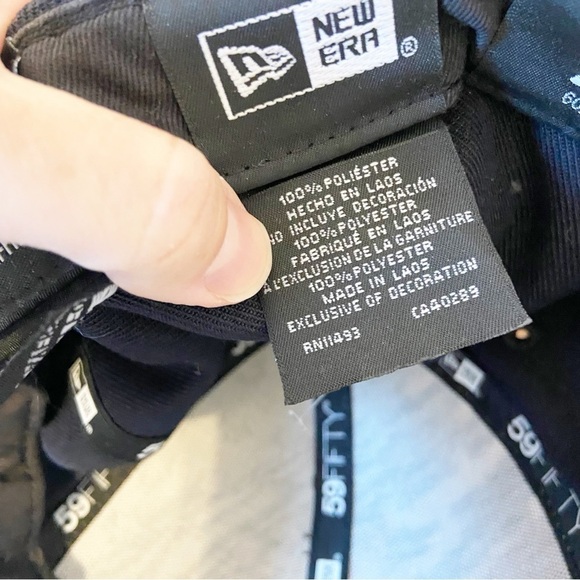 NEW
ERA
®
100% POLIÉSTER
HECHO EN LAOS
NO INCLUYE DECORACIÓN
100% POLYESTER
FABRIQUÉ EN LAOS
À L'EXCLUSION DE LA GARNITURE
100% POLYESTER
MADE IN LAOS
EXCLUSIVE OF DECORATION
RN11493 CA40289
59FIFTY
59FIFTY
59FIFTY